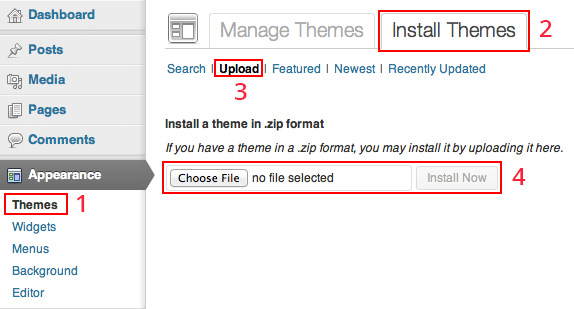 Dashboard
Posts
Media
Pages
Comments
Appearance
Themes 1
Widgets
Menus
Background
Editor
Manage Themes Install Themes 2
Search | Upload | Featured | Newest | Recently Updated
3
Install a theme in .zip format
If you have a theme in a .zip format, you may install it by uploading it here.
Choose File no file selected Install Now 4